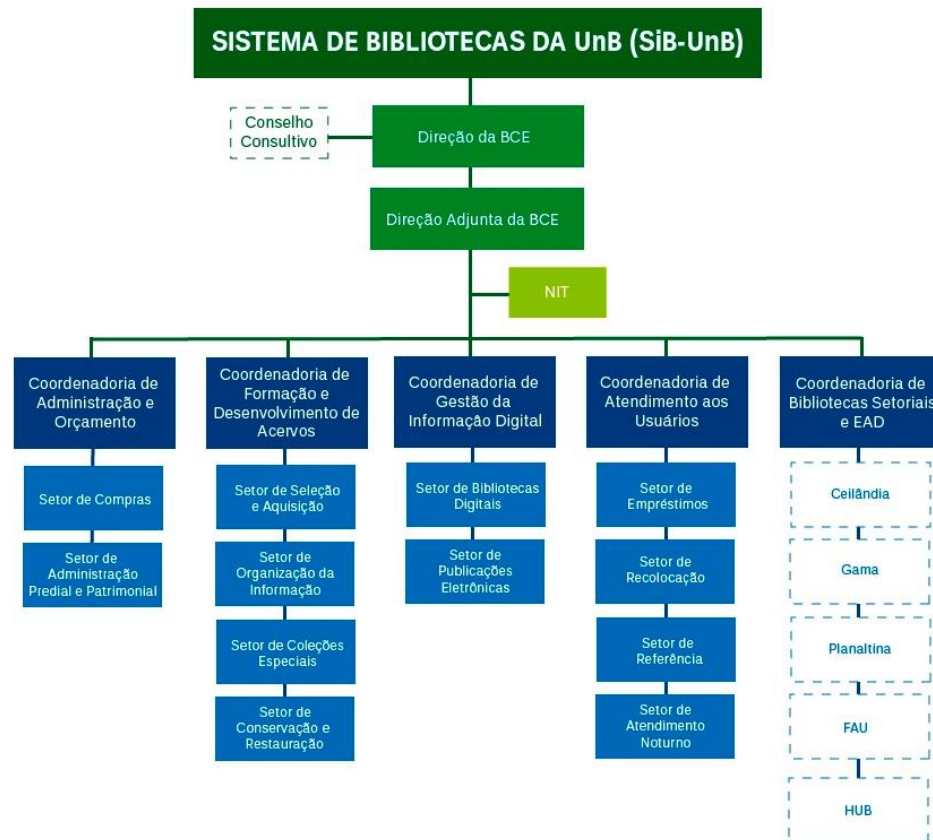 SISTEMA DE BIBLIOTECAS DA UnB (SiB-UnB)
Conselho
Consultivo
Direção da BCE
Direção Adjunta da BCE
NIT
Coordenadoria de
Administração e
Orçamento
Setor de Compras
Setor de
Administração
Predial e Patrimonial
Coordenadoria de
Formação e
Desenvolvimento de
Acervos
Setor de Seleção
e Aquisição
Setor de
Organização da
Informação
Setor de Coleções
Especiais
Setor de
Conservação e
Restauração
Coordenadoria de
Gestão da
Informação Digital
Setor de Bibliotecas
Digitais
Setor de
Publicações
Eletrônicas
Coordenadoria de
Atendimento aos
Usuários
Setor de
Empréstimos
Setor de
Recolocação
Setor de
Referência
Setor de
Atendimento
Noturno
Coordenadoria de
Bibliotecas Setoriais
e EAD
Ceilândia
Gama
Planaltina
FAU
HUB